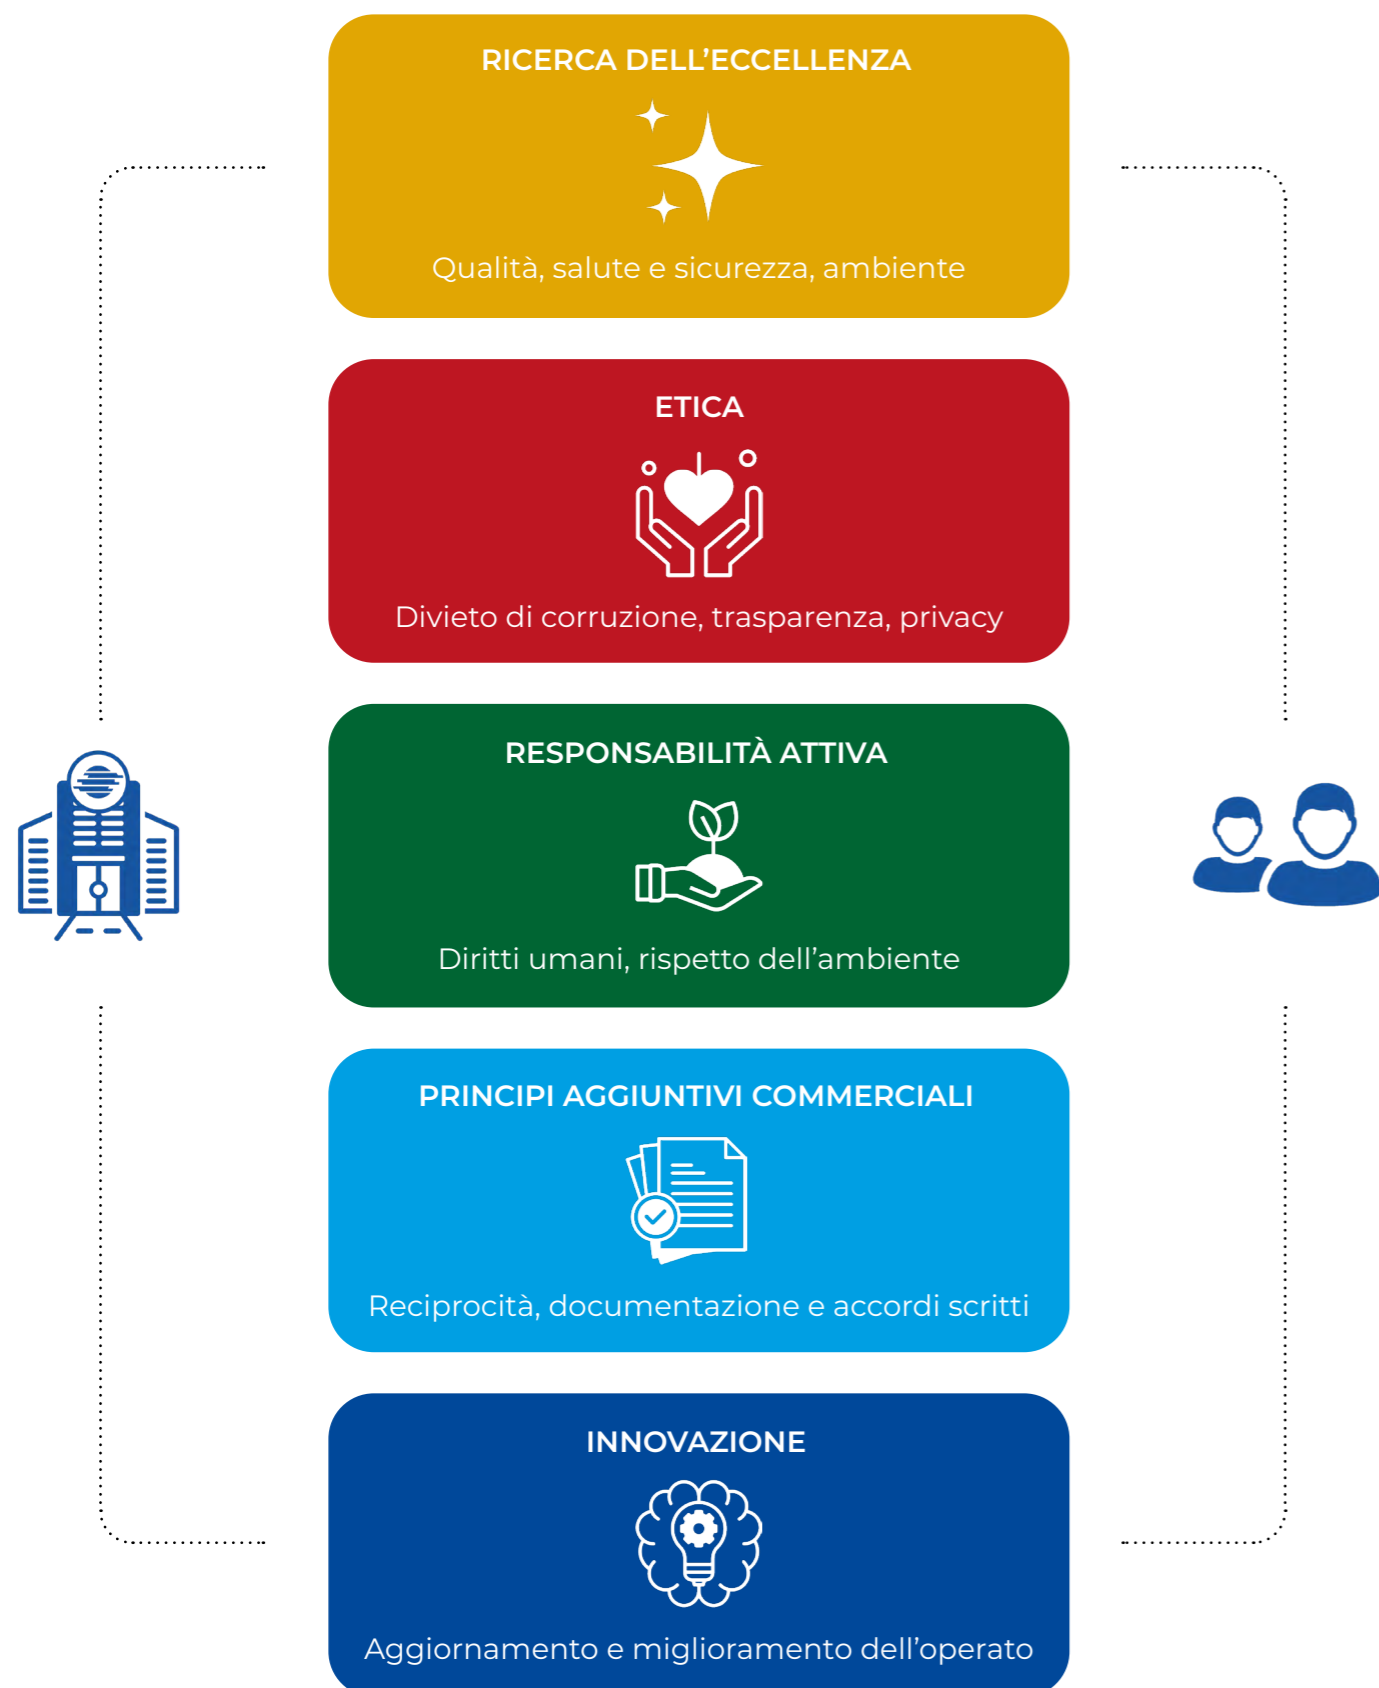 RICERCA DELL’ECCELLENZA
Qualità, salute e sicurezza, ambiente
ETICA
Divieto di corruzione, trasparenza, privacy
RESPONSABILITÀ ATTIVA
Diritti umani, rispetto dell’ambiente
PRINCIPI AGGIUNTIVI COMMERCIALI
Reciprocità, documentazione e accordi scritti
INNOVAZIONE
Aggiornamento e miglioramento dell’operato